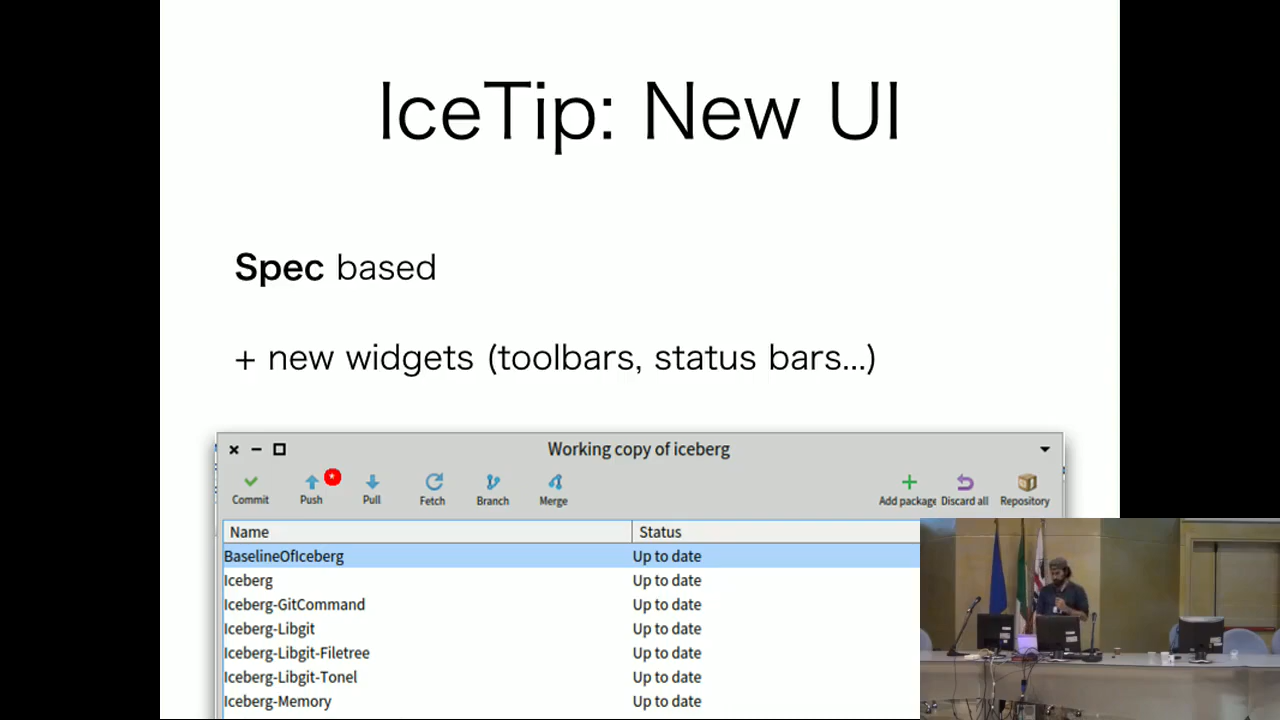 IceTip: New UI
Spec based
+ new widgets (toolbars, status bars...)
Working copy of iceberg
Commit Push Pull Fetch Branch Merge Add package Discard all Repository
Name Status
BaselineOfIceberg Up to date
Iceberg Up to date
Iceberg-GitCommand Up to date
Iceberg-Libgit Up to date
Iceberg-Libgit-Filetree Up to date
Iceberg-Libgit-Tonel Up to date
Iceberg-Memory Up to date